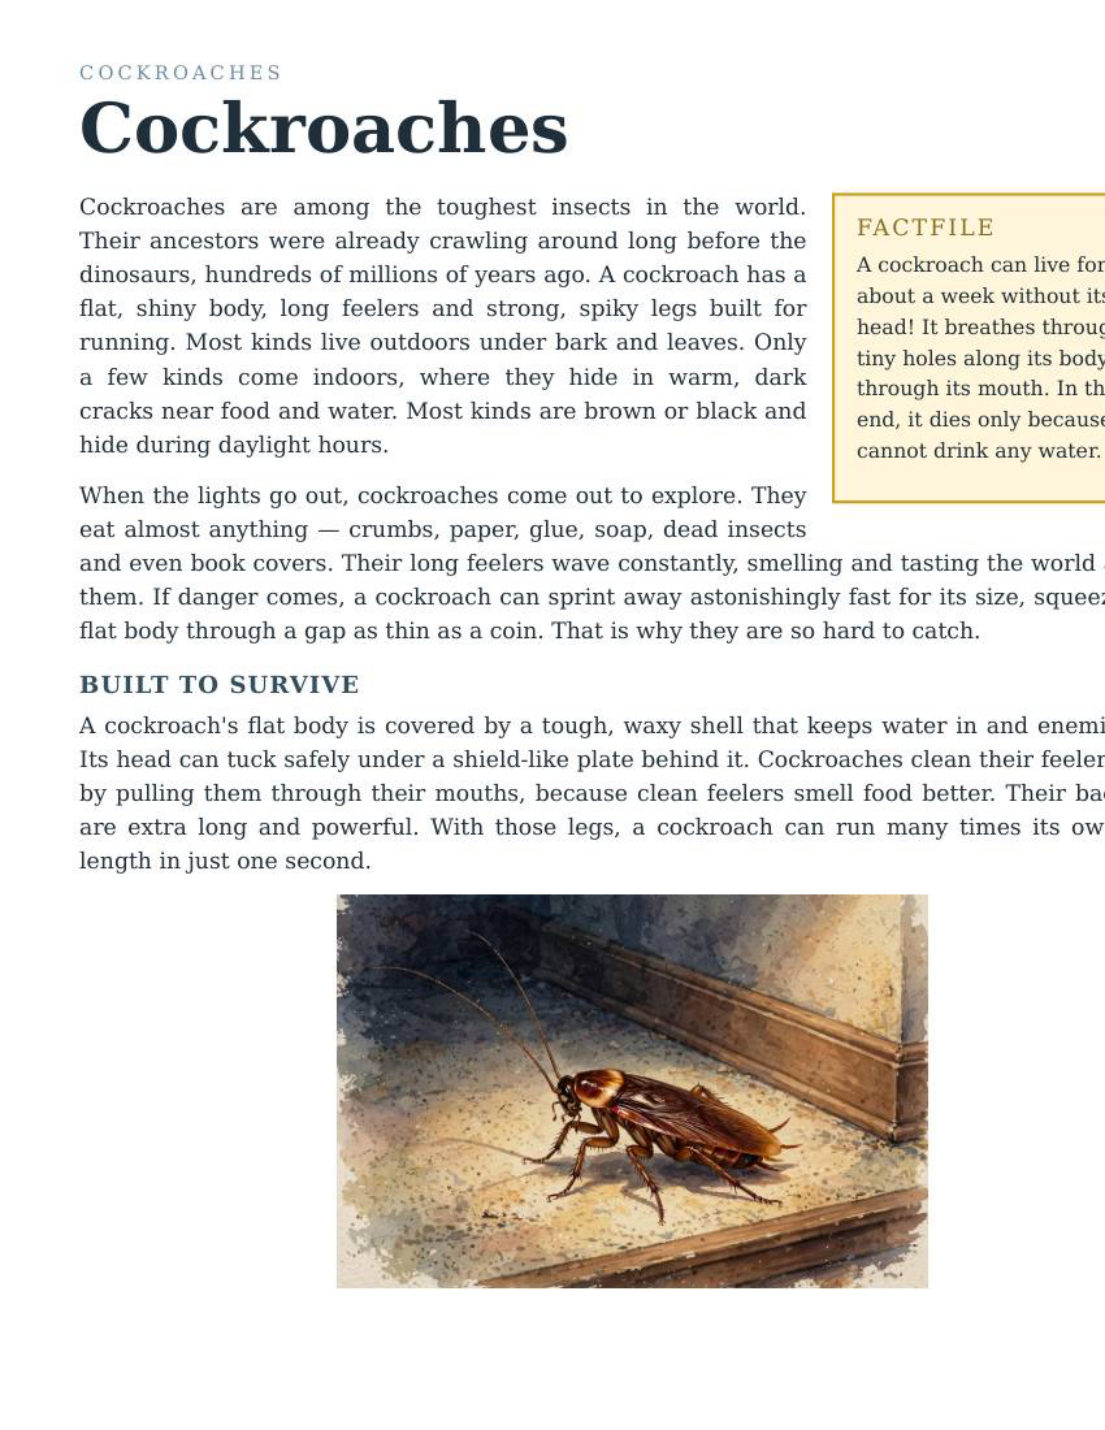 COCKROACHES
Cockroaches
Cockroaches are among the toughest insects in the world.
Their ancestors were already crawling around long before the
dinosaurs, hundreds of millions of years ago. A cockroach has a
flat, shiny body, long feelers and strong, spiky legs built for
running. Most kinds live outdoors under bark and leaves. Only
a few kinds come indoors, where they hide in warm, dark
cracks near food and water. Most kinds are brown or black and
hide during daylight hours.
When the lights go out, cockroaches come out to explore. They
eat almost anything — crumbs, paper, glue, soap, dead insects
and even book covers. Their long feelers wave constantly, smelling and tasting the world
them. If danger comes, a cockroach can sprint away astonishingly fast for its size,
flat body through a gap as thin as a coin. That is why they are so hard to catch.
FACTFILE
A cockroach can live for
about a week without its
head! It breathes
tiny holes along its body
through its mouth. In
end, it dies only because
cannot drink any water.
BUILT TO SURVIVE
A cockroach's flat body is covered by a tough, waxy shell that keeps water in and
Its head can tuck safely under a shield-like plate behind it. Cockroaches clean their
by pulling them through their mouths, because clean feelers smell food better. Their
are extra long and powerful. With those legs, a cockroach can run many times its
length in just one second.